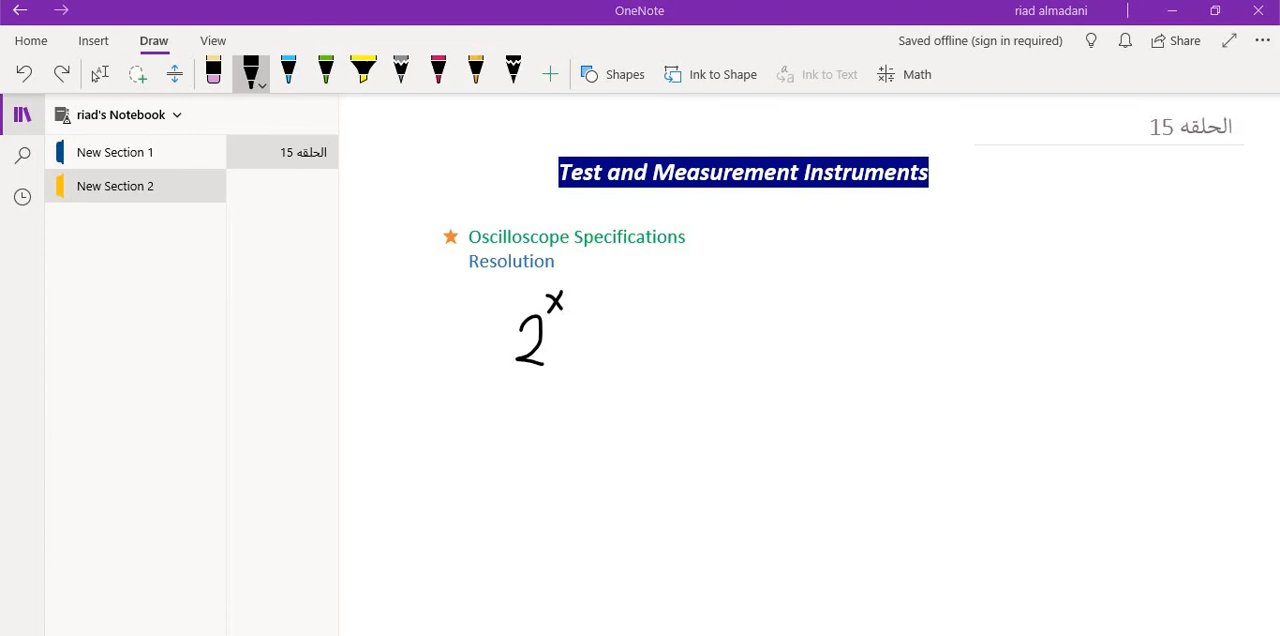 OneNote
riad almadani
Home Insert Draw View
Saved offline (sign in required)
Share
Shapes
Ink to Shape
Ink to Text
Math
riad's Notebook
New Section 1
New Section 2
الحلقه 15
الحلقه 15
Test and Measurement Instruments
Oscilloscope Specifications
Resolution
2^x